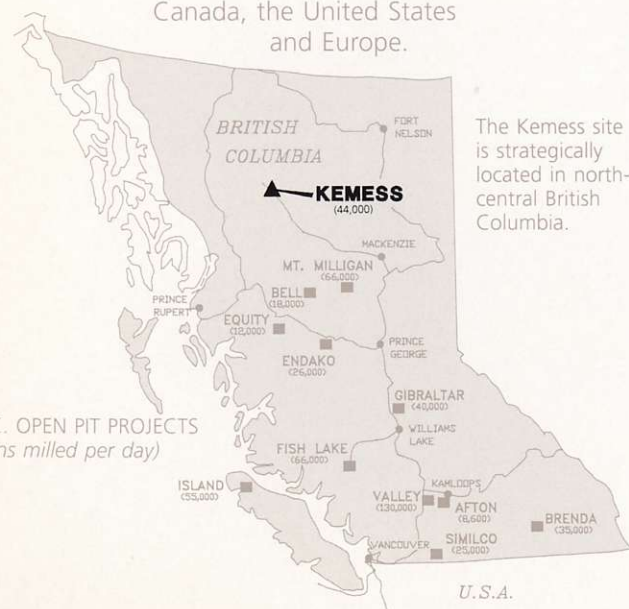 Canada, the United States
and Europe.
BRITISH
COLUMBIA
FORT
NELSON
The Kemess site
is strategically
located in north-
central British
Columbia.
KEMESS
(44,000)
MACKENZIE
MT. MILLIGAN
(66,000)
BELL
(18,000)
PRINCE
RUPERT
EQUITY
(12,000)
PRINCE
GEORGE
ENDAKO
(26,000)
GIBRALTAR
(40,000)
OPEN PIT PROJECTS
milled per day)
WILLIAMS
LAKE
FISH LAKE
(66,000)
ISLAND
(55,000)
KAMLOOPS
VALLEY
(130,000)
AFTON
(8,600)
BRENDA
(35,000)
VANCOUVER
SIMILCO
(25,000)
U.S.A.